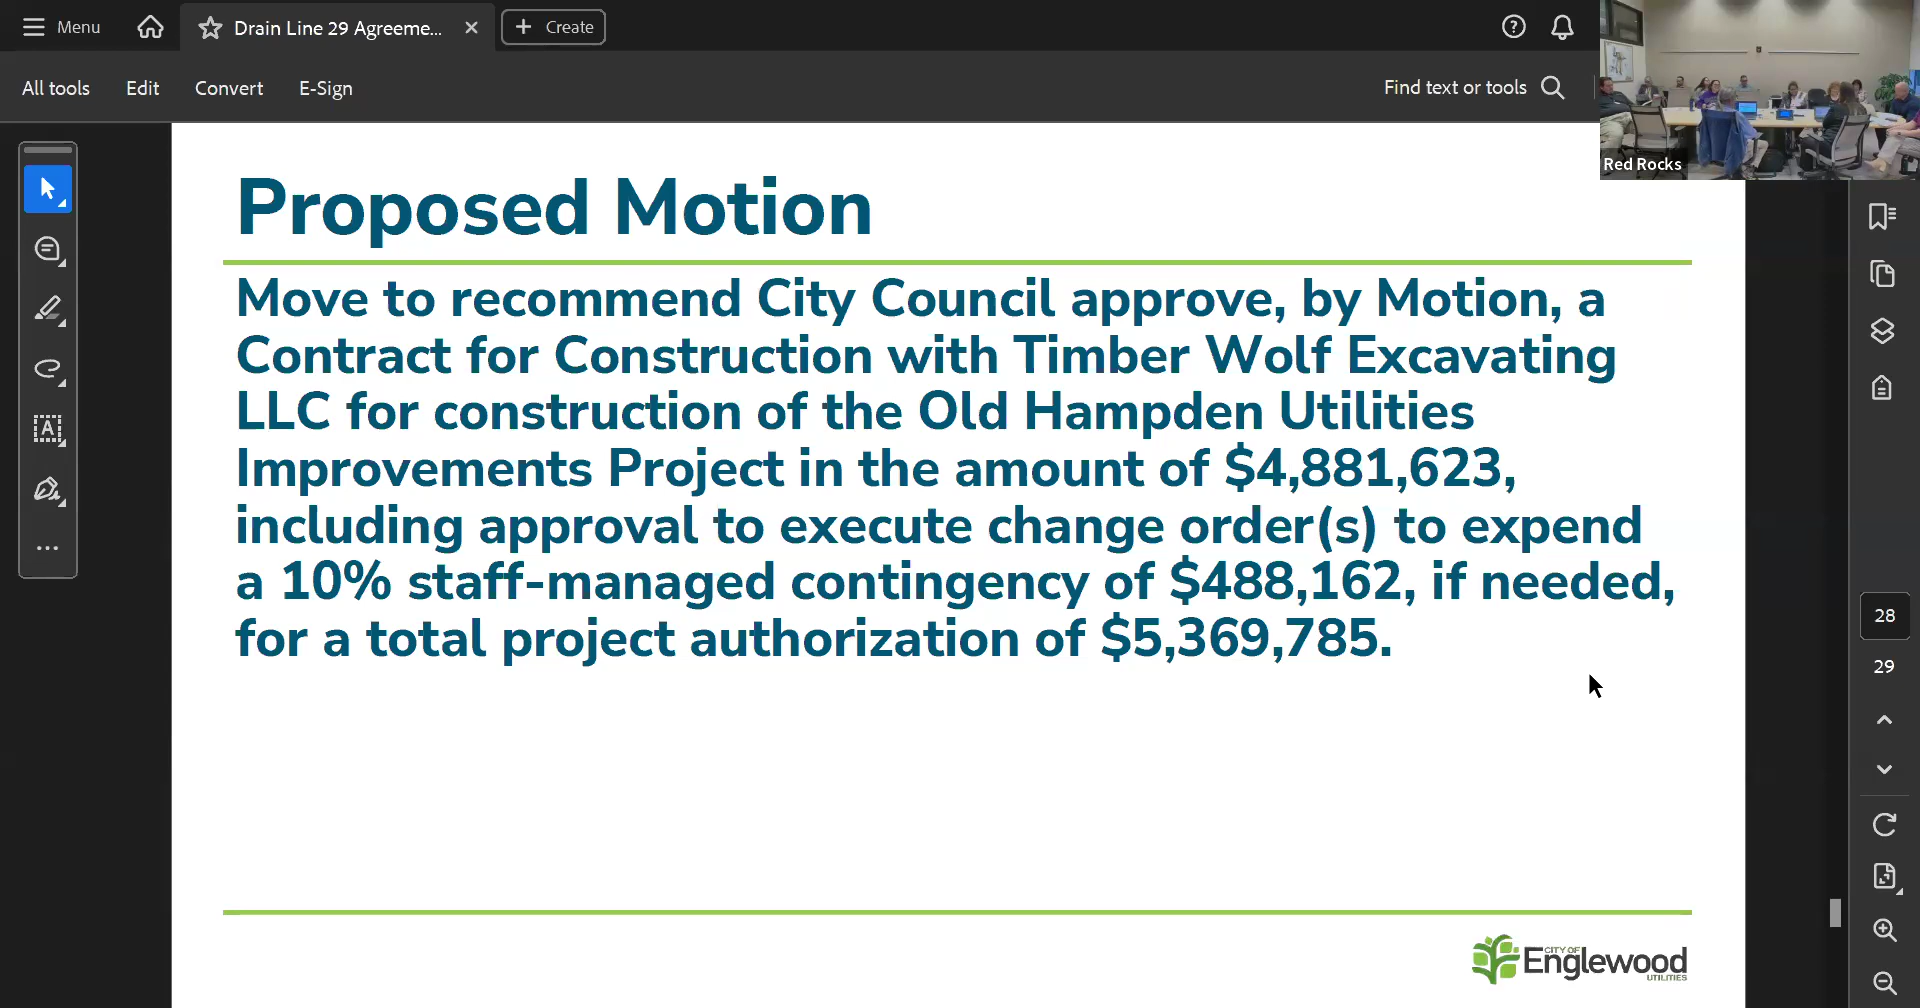 Menu
Drain Line 29 Agreeme...
Create
All tools
Edit
Convert
E-Sign
Find text or tools
Red Rocks
Proposed Motion
Move to recommend City Council approve, by Motion, a
Contract for Construction with Timber Wolf Excavating
LLC for construction of the Old Hampden Utilities
Improvements Project in the amount of $4,881,623,
including approval to execute change order(s) to expend
a 10% staff-managed contingency of $488,162, if needed,
for a total project authorization of $5,369,785.
28
29
CITY OF
Englewood
UTILITIES